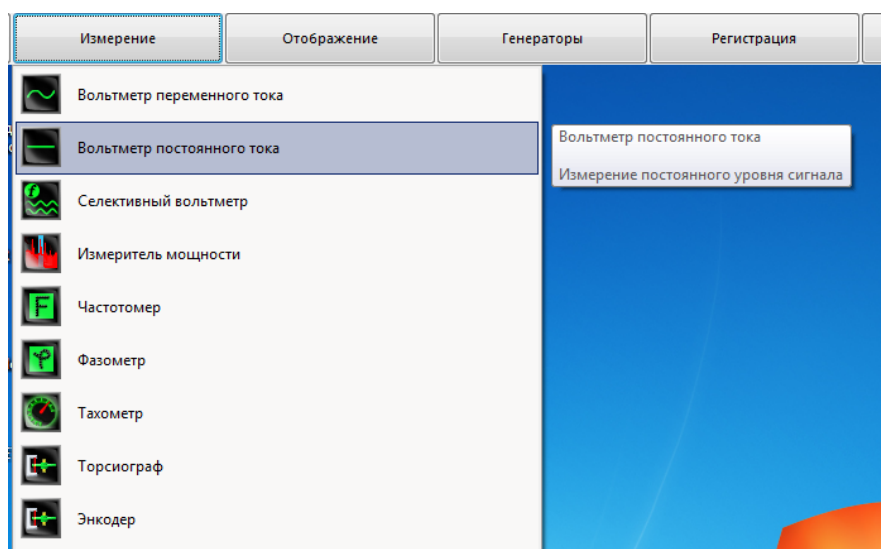 Измерение
Отображение
Генераторы
Регистрация
Вольтметр переменного тока
Вольтметр постоянного тока
Вольтметр постоянного тока
Измерение постоянного уровня сигнала
Селективный вольтметр
Измеритель мощности
Частотомер
Фазометр
Тахометр
Торсиограф
Энкодер